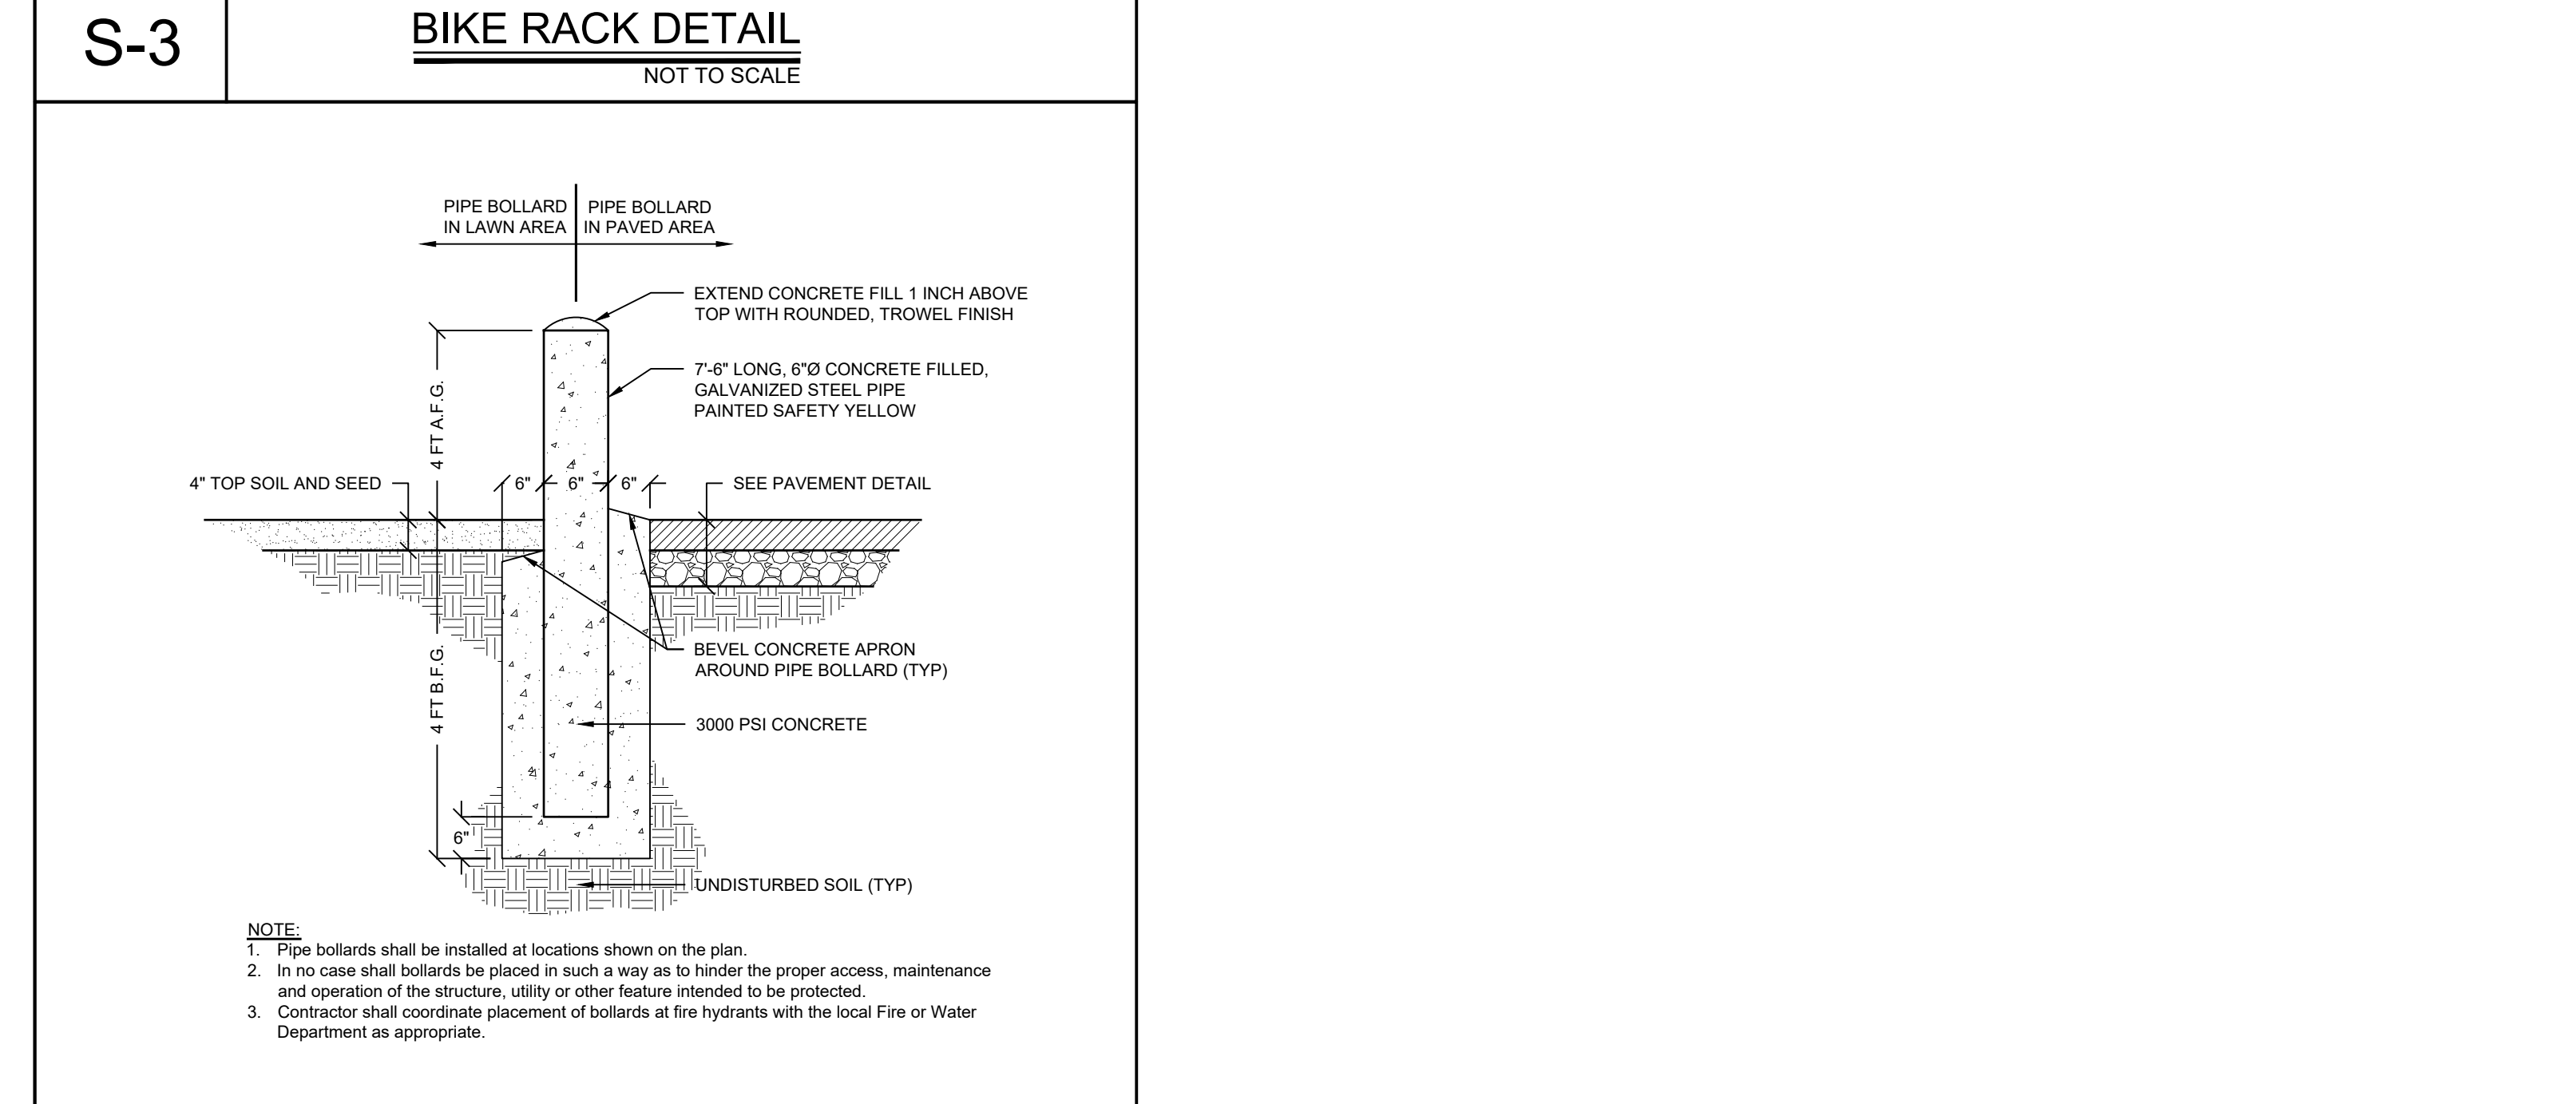 S-3
BIKE RACK DETAIL
NOT TO SCALE
PIPE BOLLARD
IN LAWN AREA
PIPE BOLLARD
IN PAVED AREA
EXTEND CONCRETE FILL 1 INCH ABOVE
TOP WITH ROUNDED, TROWEL FINISH
7'-6" LONG, 6"Ø CONCRETE FILLED,
GALVANIZED STEEL PIPE
PAINTED SAFETY YELLOW
4 FT A.F.G.
4" TOP SOIL AND SEED
6"
6"
6"
SEE PAVEMENT DETAIL
BEVEL CONCRETE APRON
AROUND PIPE BOLLARD (TYP)
4 FT B.F.G.
3000 PSI CONCRETE
6"
UNDISTURBED SOIL (TYP)
NOTE:
1. Pipe bollards shall be installed at locations shown on the plan.
2. In no case shall bollards be placed in such a way as to hinder the proper access, maintenance
and operation of the structure, utility or other feature intended to be protected.
3. Contractor shall coordinate placement of bollards at fire hydrants with the local Fire or Water
Department as appropriate.